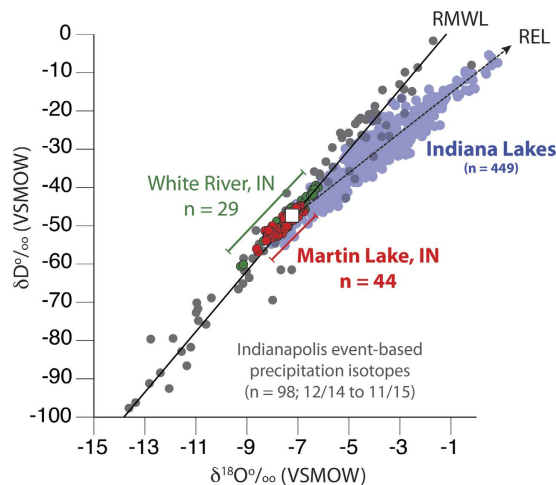 RMWL
REL
0
-10
-20
-30
-40
-50
-60
-70
-80
-90
-100
δD‰ (VSMOW)
Indiana Lakes
(n = 449)
White River, IN
n = 29
Martin Lake, IN
n = 44
Indianapolis event-based
precipitation isotopes
(n = 98; 12/14 to 11/15)
-15 -13 -11 -9 -7 -5 -3 -1
δ¹⁸O‰ (VSMOW)